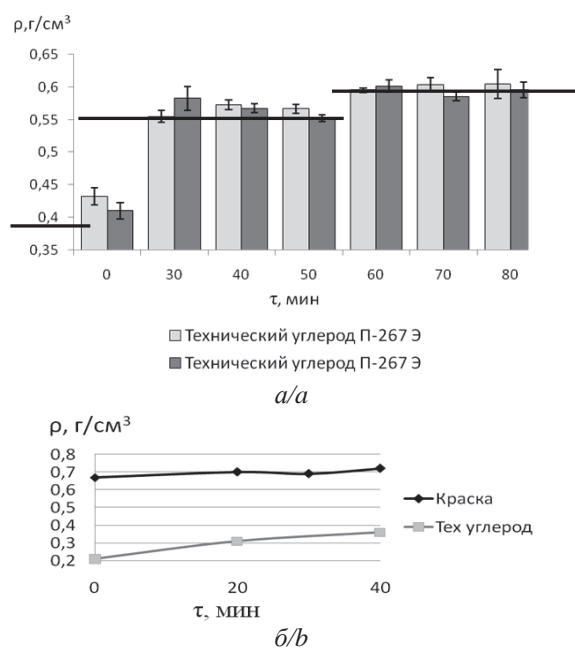 ρ,г/см³
0,65
0,6
0,55
0,5
0,45
0,4
0,35
0 30 40 50 60 70 80
τ, мин
Технический углерод П-267 Э
Технический углерод П-267 Э
а/a
ρ, г/см³
0,8
0,7
0,6
0,5
0,4
0,3
0,2
Краска
Тех углерод
0 20 40
τ, мин
б/b